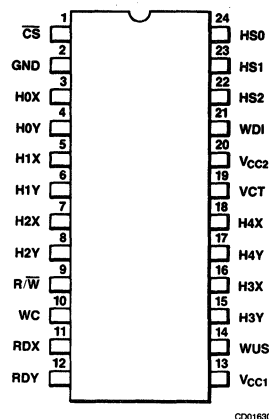 1 24
C̅S̅ HS0
2 23
GND HS1
3 22
H0X HS2
4 21
H0Y WDI
5 20
H1X VCC2
6 19
H1Y VCT
7 18
H2X H4X
8 17
H2Y H4Y
9 16
R/W̅ H3X
10 15
WC H3Y
11 14
RDX WUS
12 13
RDY VCC1
CD01630